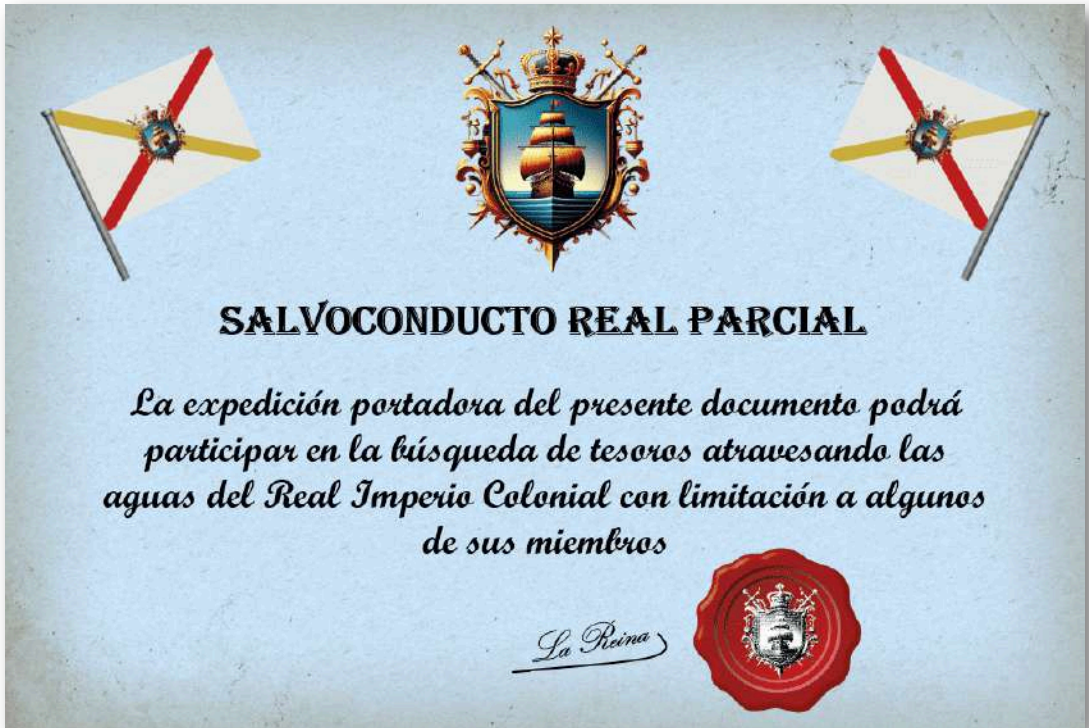 SALVOCONDUCTO REAL PARCIAL
La expedición portadora del presente documento podrá
participar en la búsqueda de tesoros atravesando las
aguas del Real Imperio Colonial con limitación a algunos
de sus miembros
La Reina